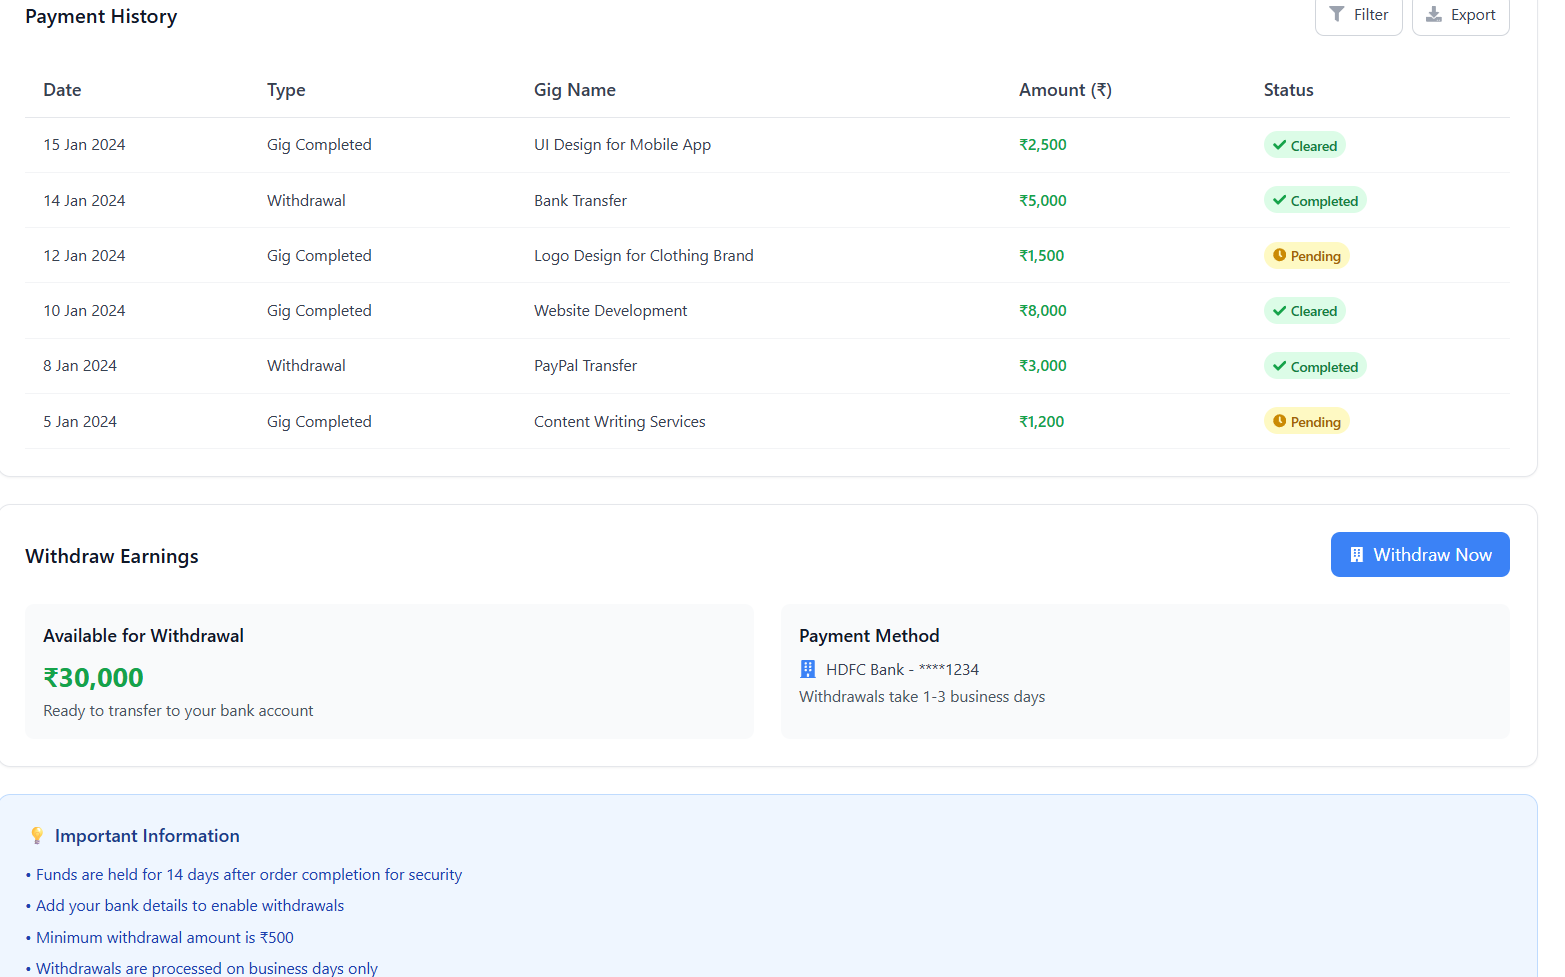 Payment History
Filter
Export
Date Type Gig Name Amount (₹) Status
15 Jan 2024 Gig Completed UI Design for Mobile App ₹2,500 Cleared
14 Jan 2024 Withdrawal Bank Transfer ₹5,000 Completed
12 Jan 2024 Gig Completed Logo Design for Clothing Brand ₹1,500 Pending
10 Jan 2024 Gig Completed Website Development ₹8,000 Cleared
8 Jan 2024 Withdrawal PayPal Transfer ₹3,000 Completed
5 Jan 2024 Gig Completed Content Writing Services ₹1,200 Pending
Withdraw Earnings
Withdraw Now
Available for Withdrawal
₹30,000
Ready to transfer to your bank account
Payment Method
HDFC Bank - ****1234
Withdrawals take 1-3 business days
Important Information
• Funds are held for 14 days after order completion for security
• Add your bank details to enable withdrawals
• Minimum withdrawal amount is ₹500
• Withdrawals are processed on business days only